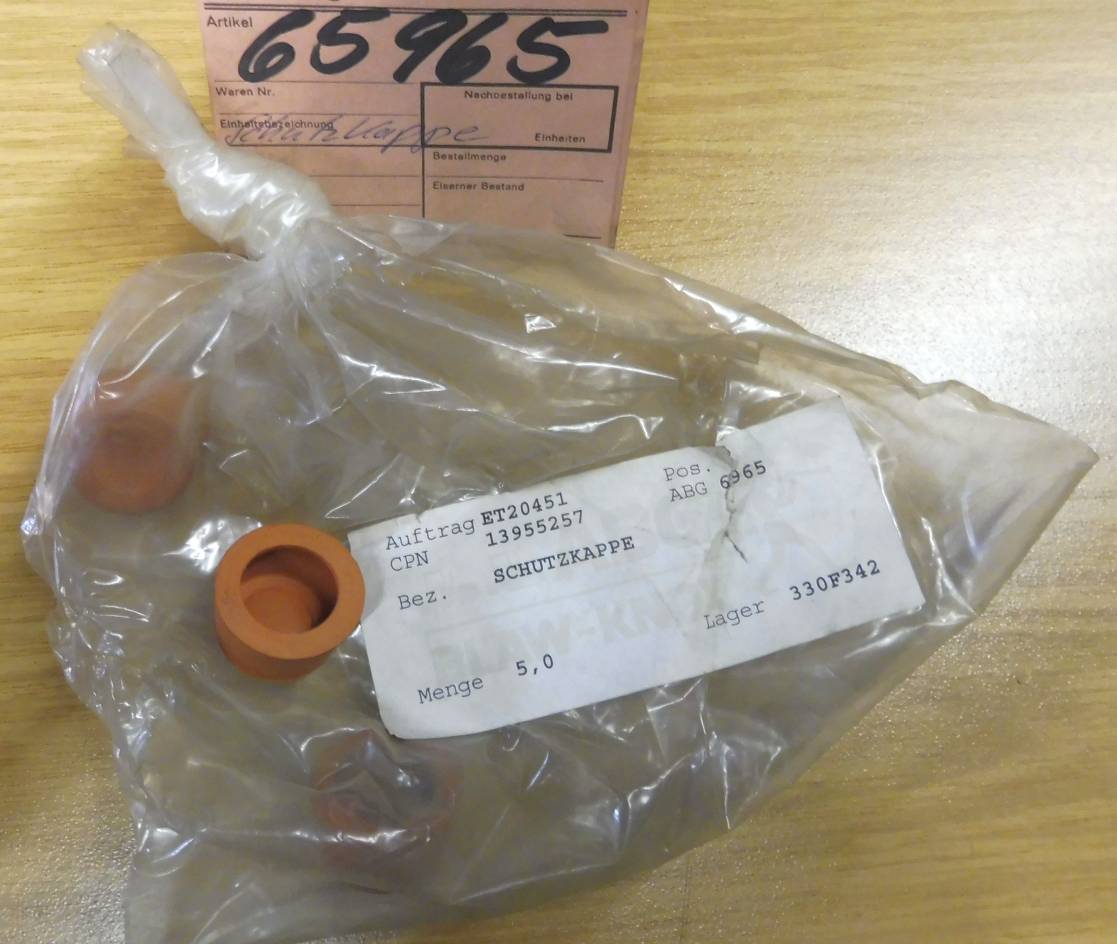 Artikel 65965
Waren Nr.
Nachbestellung bei
Einheitsbezeichnung
Schutzkappe
Einheiten
Bestellmenge
Eiserner Bestand
Auftrag ET20451 Pos.
CPN 13955257 ABG 6965
Bez. SCHUTZKAPPE
Lager 330F342
Menge 5,0